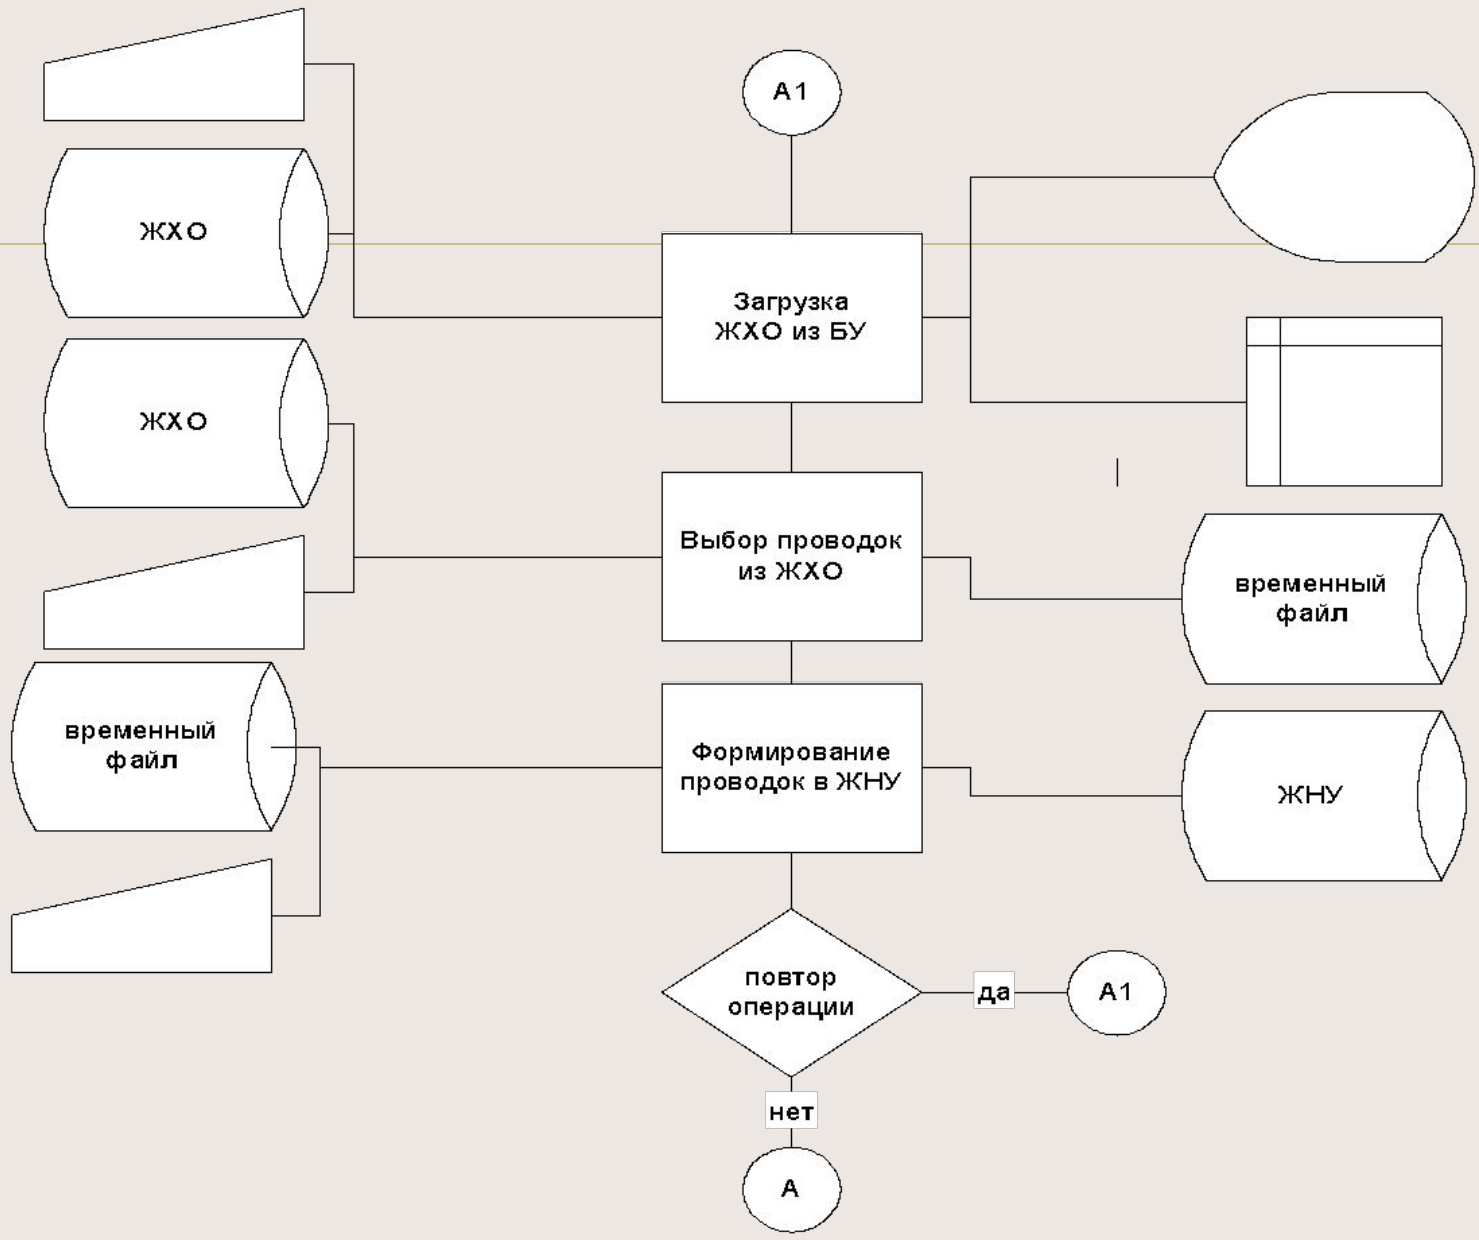 А1
ЖХО
Загрузка
ЖХО из БУ
ЖХО
Выбор проводок
из ЖХО
временный
файл
временный
файл
Формирование
проводок в ЖНУ
ЖНУ
повтор
операции
да
А1
нет
А